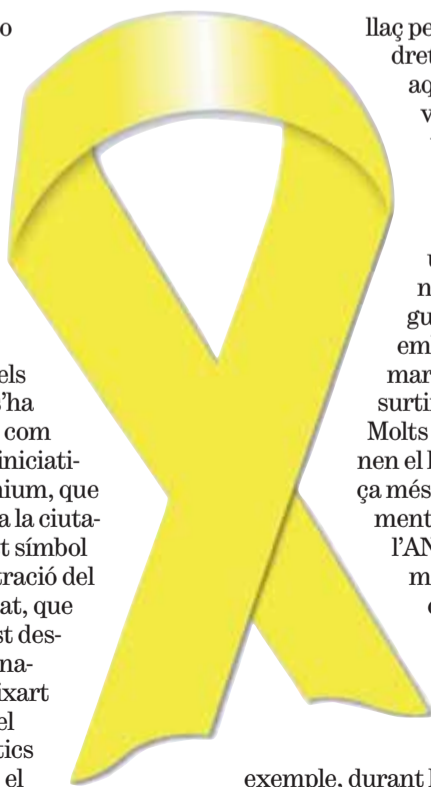 o
els
s'ha
com
iniciati-
nium, que
a la ciuta-
t símbol
tració del
at, que
st des-
na-
ixart
el
tics
el
llaç pe
dret
aq
v
n
gu
em
mar
surti
Molts
nen el
ça més
ment
l'AN
m
exemple, durant